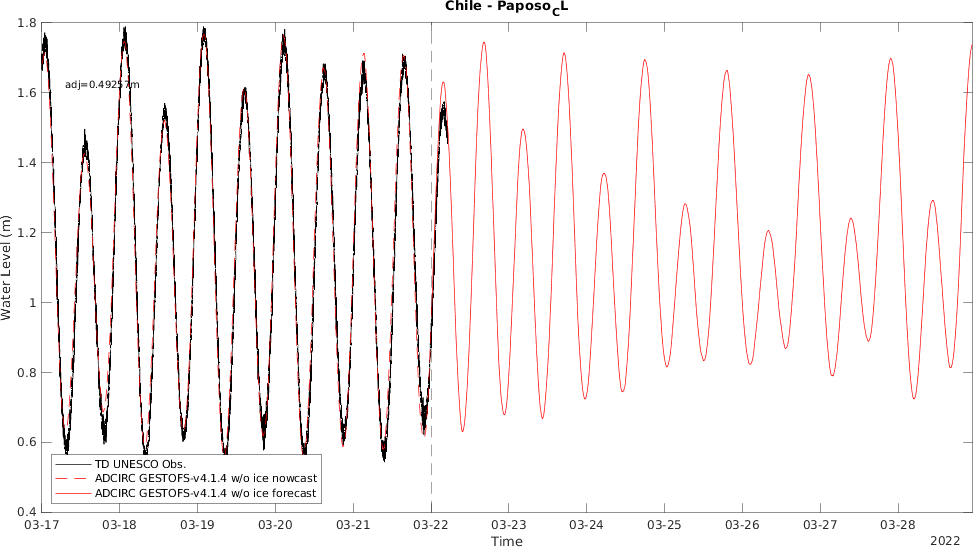 Chile - Paposo_CL
1.8
1.6
1.4
1.2
1
0.8
0.6
0.4
Water Level (m)
adj=0.49257m
TD UNESCO Obs.
ADCIRC GESTOFS-v4.1.4 w/o ice nowcast
ADCIRC GESTOFS-v4.1.4 w/o ice forecast
03-17 03-18 03-19 03-20 03-21 03-22 03-23 03-24 03-25 03-26 03-27 03-28
Time
2022